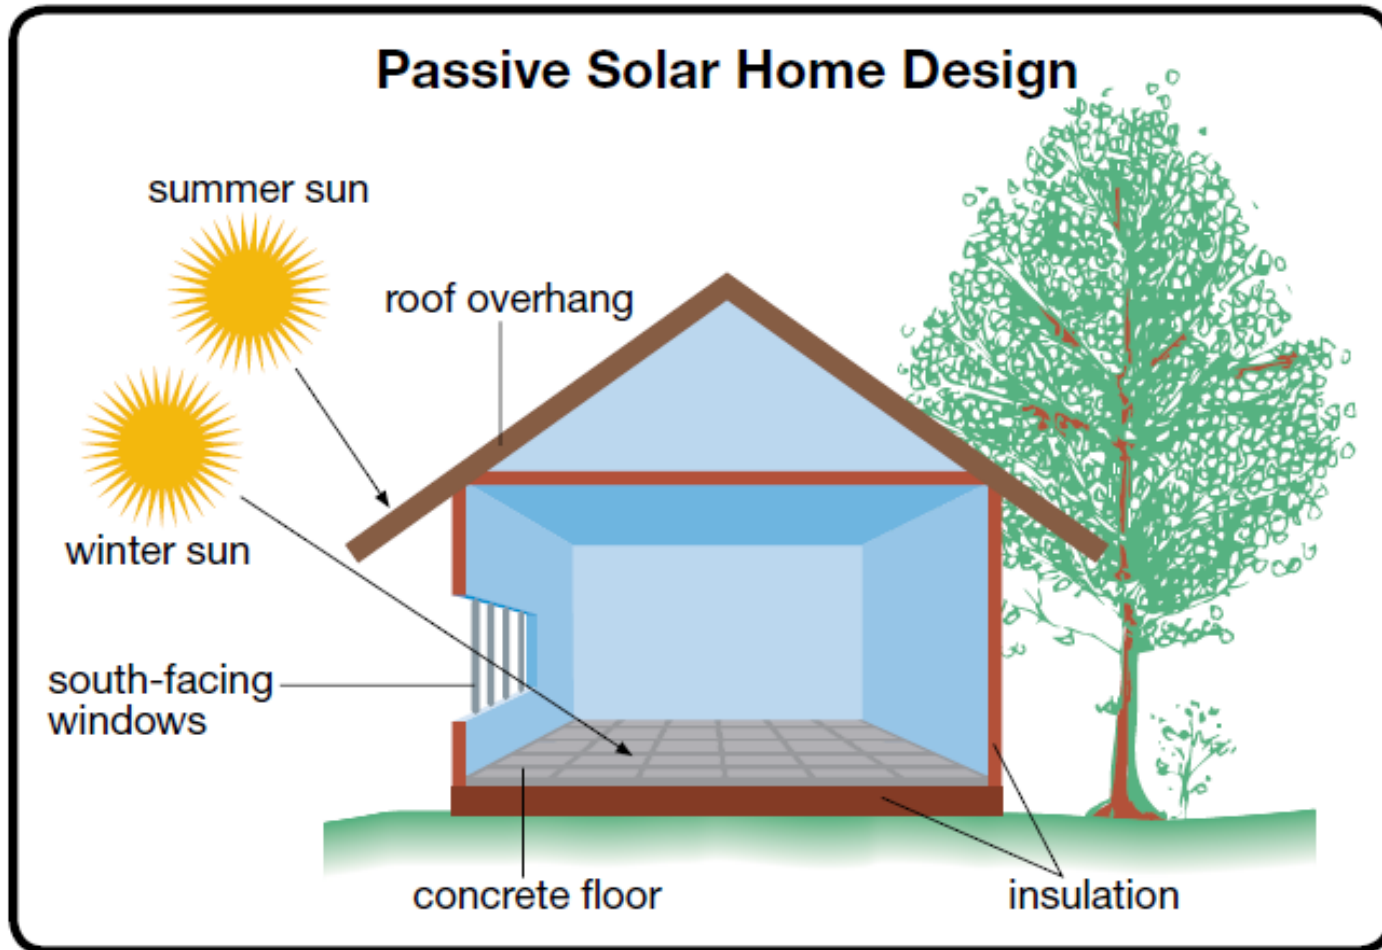 Passive Solar Home Design
summer sun
roof overhang
winter sun
south-facing
windows
concrete floor
insulation